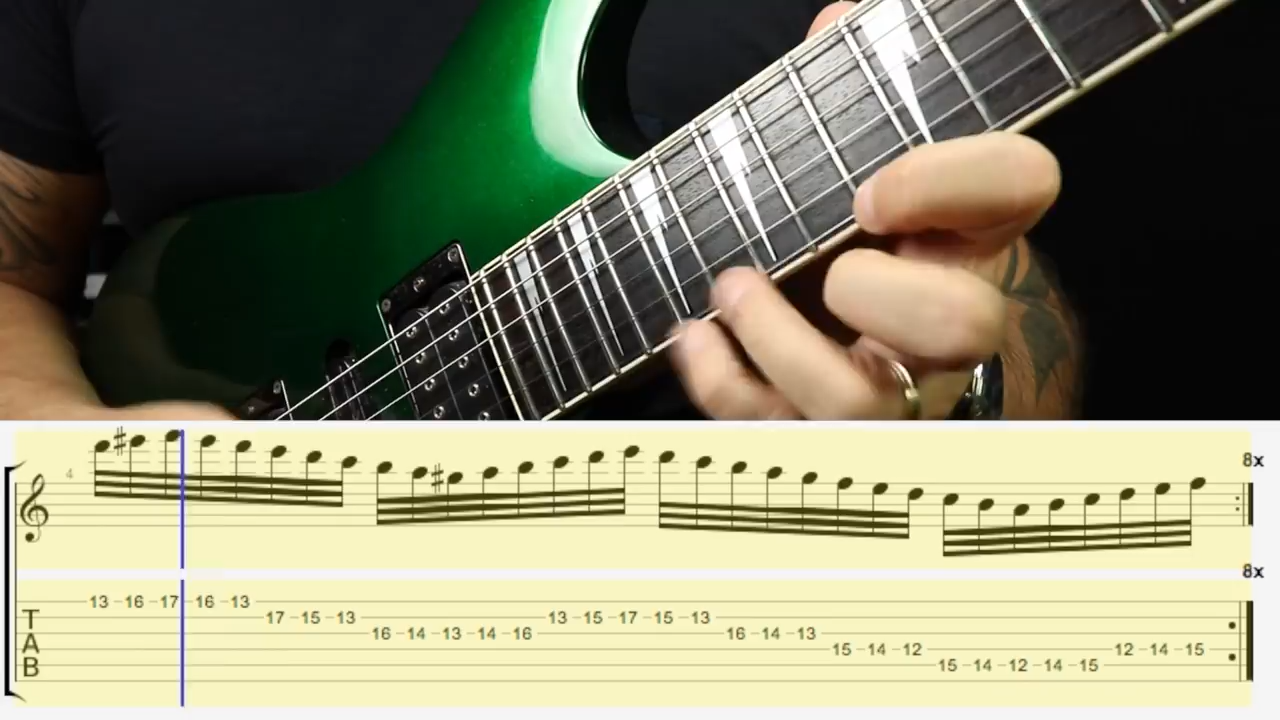 8x
4
8x
13 16 17 16 13
T 17 15 13 13 15 17 15 13
A 16 14 13 14 16 16 14 13
15 14 12 12 14 15
B 15 14 12 14 15